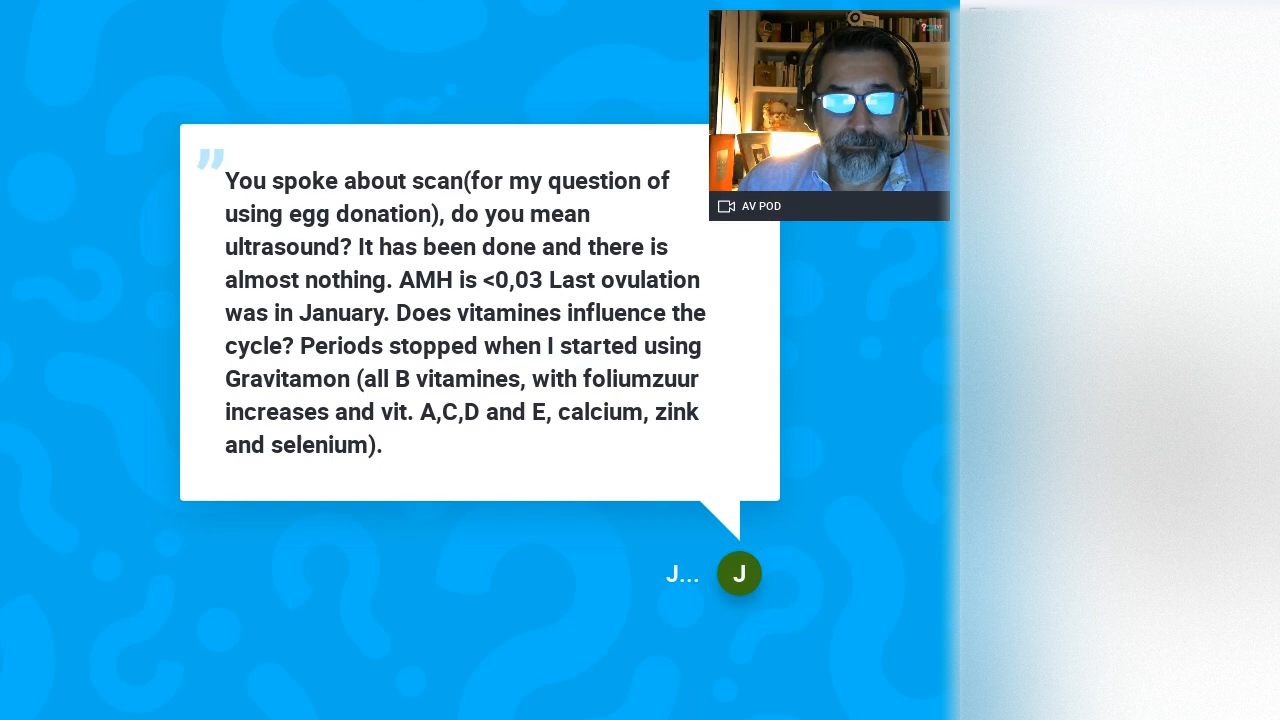 You spoke about scan(for my question of
using egg donation), do you mean
ultrasound? It has been done and there is
almost nothing. AMH is <0,03 Last ovulation
was in January. Does vitamines influence the
cycle? Periods stopped when I started using
Gravitamon (all B vitamines, with foliumzuur
increases and vit. A,C,D and E, calcium, zink
and selenium).
AV POD
J...
J